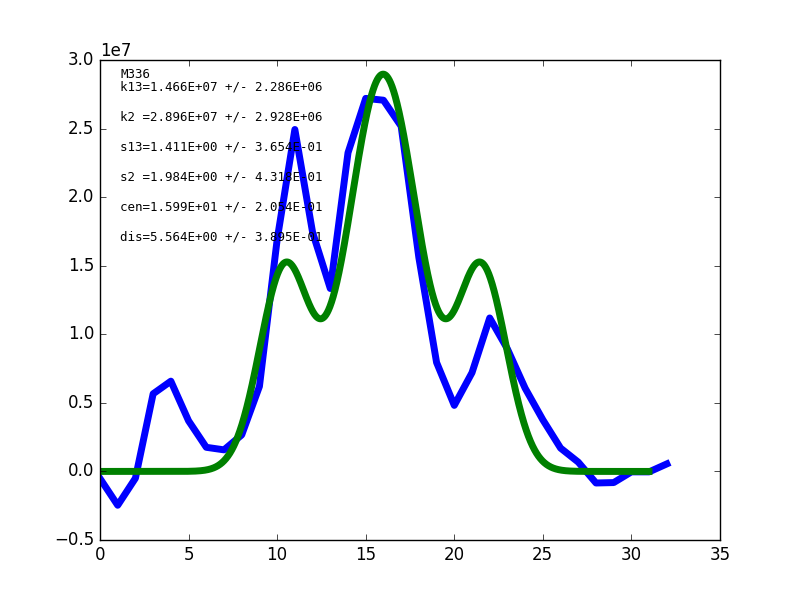 1e7
M336
k13=1.466E+07 +/- 2.286E+06
k2 =2.896E+07 +/- 2.928E+06
s13=1.411E+00 +/- 3.654E-01
s2 =1.984E+00 +/- 4.318E-01
cen=1.599E+01 +/- 2.054E-01
dis=5.564E+00 +/- 3.895E-01
3.0
2.5
2.0
1.5
1.0
0.5
0.0
−0.5
0 5 10 15 20 25 30 35